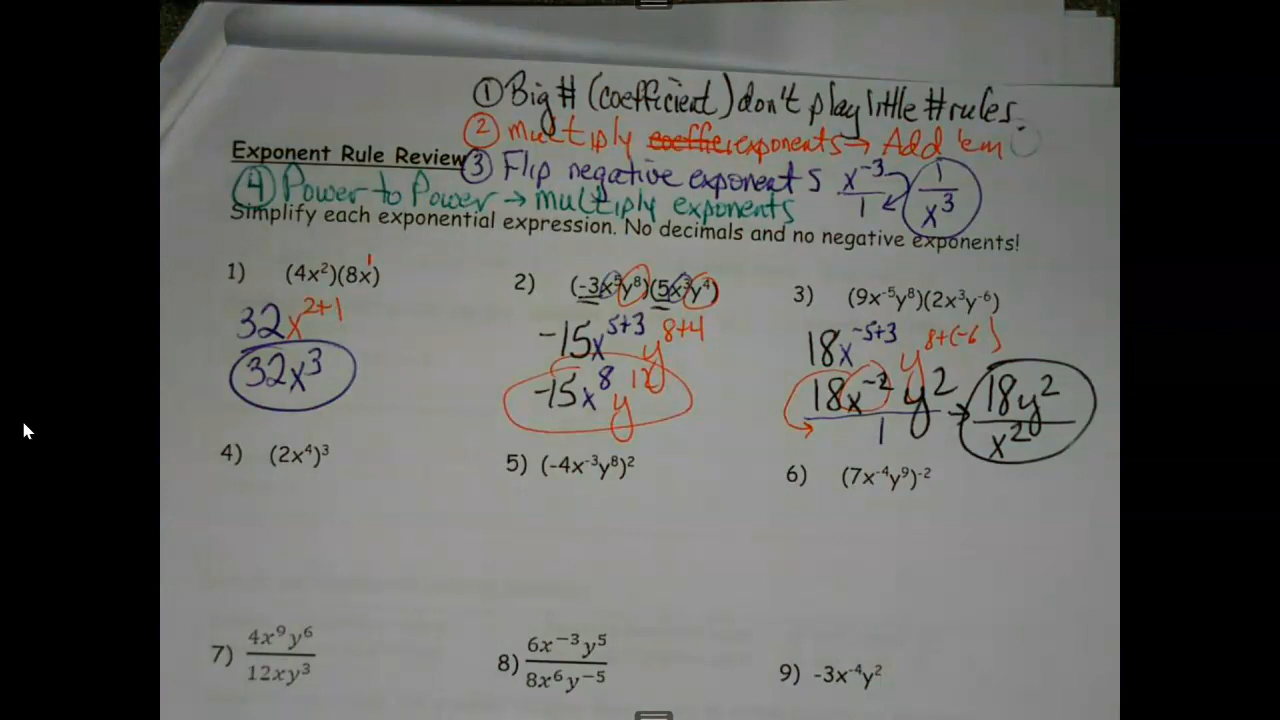 ① Big # (coefficient) don't play little # rules.
② multiply exponents → Add 'em
Exponent Rule Review
③ Flip negative exponents x⁻³/1 1/x³
④ Power to Power → multiply exponents
Simplify each exponential expression. No decimals and no negative exponents!
1) (4x²)(8x¹)
32x²⁺¹
32x³
2) (-3x⁵y⁸)(5x³y⁴)
-15x⁵⁺³ y⁸⁺⁴
-15x⁸ y¹²
3) (9x⁻⁵y⁸)(2x³y⁻⁶)
18x⁻⁵⁺³ y⁸⁺⁽⁻⁶⁾
18x⁻² y²/1 → 18y²/x²
4) (2x⁴)³
5) (-4x⁻³y⁸)²
6) (7x⁻⁴y⁹)⁻²
7) 4x⁹y⁶/12xy³
8) 6x⁻³y⁵/8x⁶y⁻⁵
9) -3x⁻⁴y²